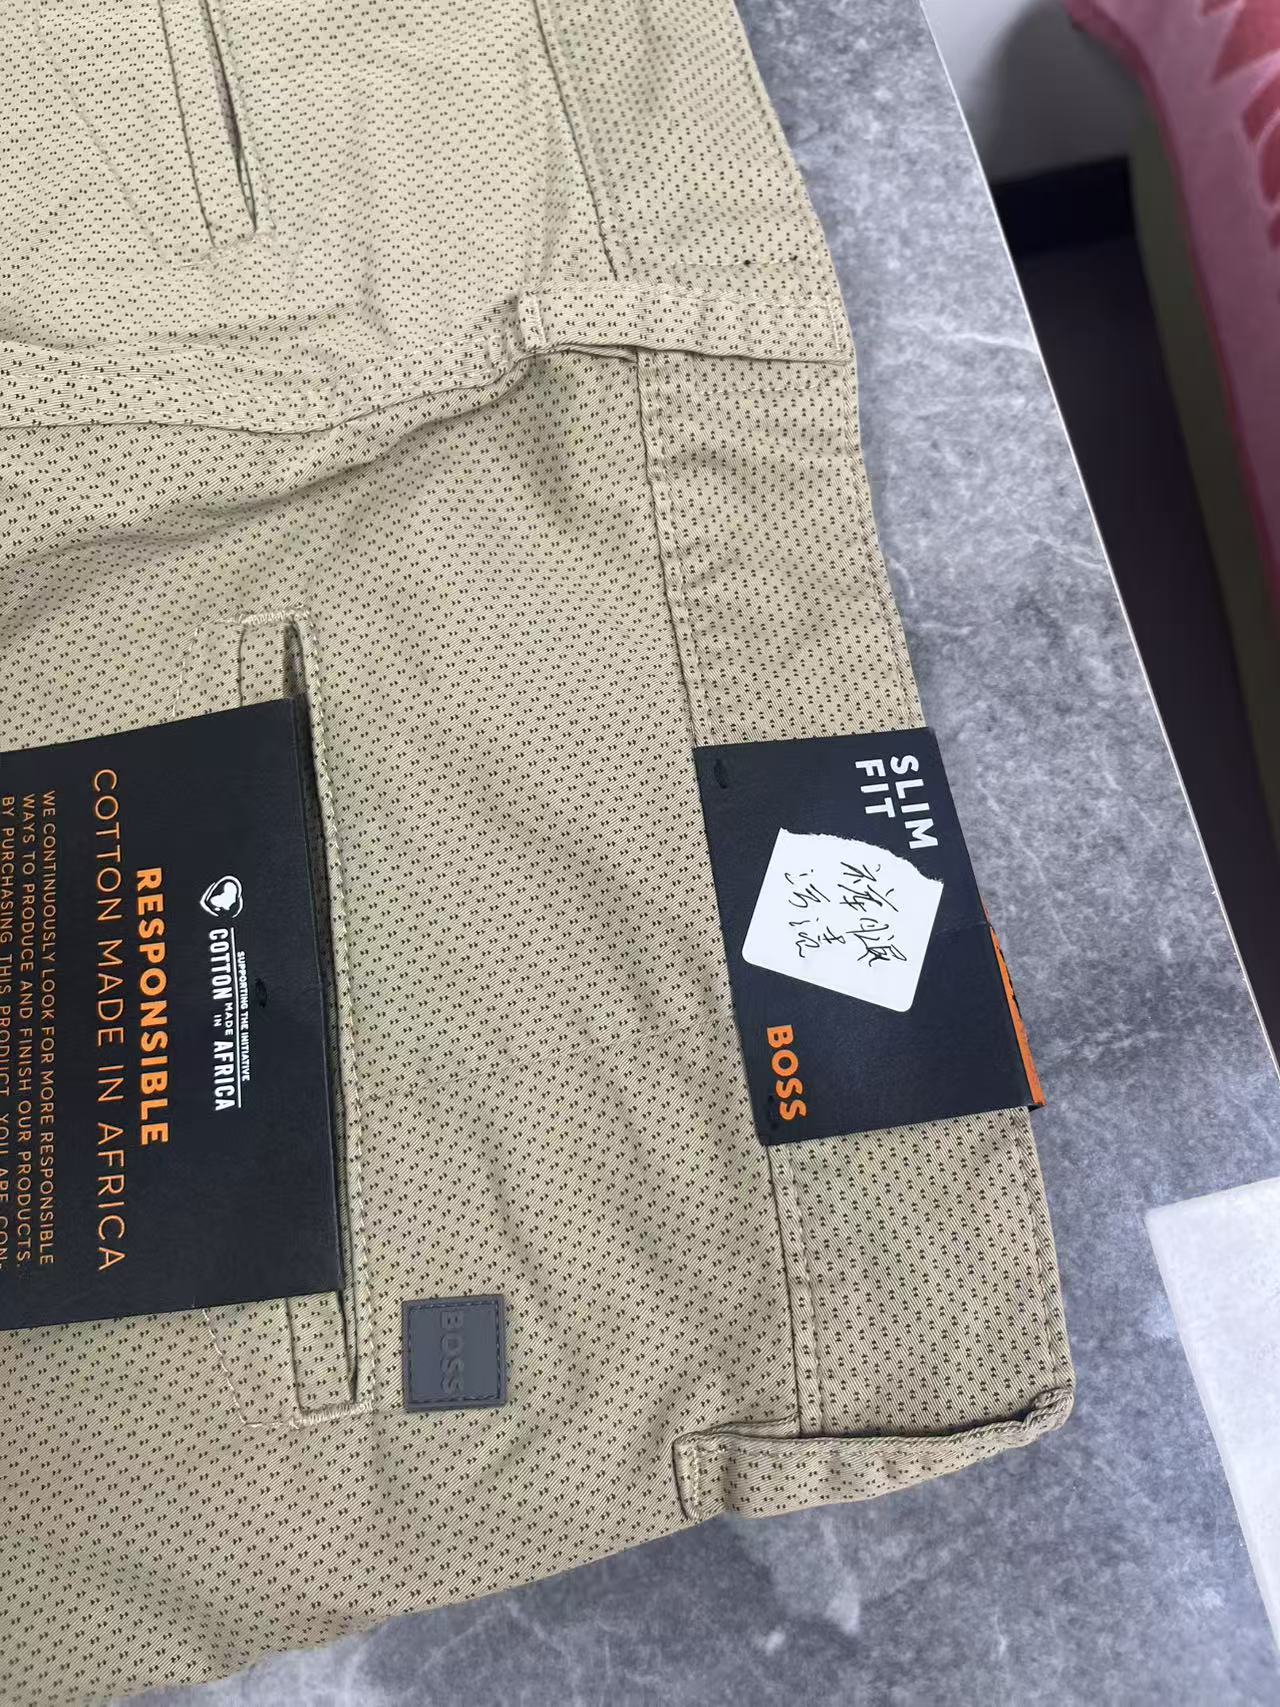 SLIM
FIT
BOSS
SUPPORTING THE INITIATIVE
COTTON MADE IN AFRICA
RESPONSIBLE
COTTON MADE IN AFRICA
WE CONTINUOUSLY LOOK FOR MORE RESPONSIBLE
WAYS TO PRODUCE AND FINISH OUR PRODUCTS.
BY PURCHASING THIS PRODUCT, YOU ARE CON-
BOSS